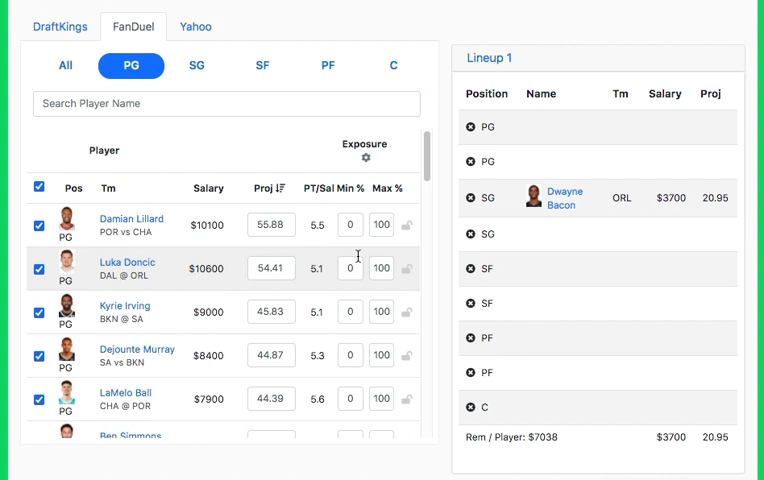 DraftKings FanDuel Yahoo
All PG SG SF PF C
Search Player Name
Player Exposure
Pos Tm Salary Proj PT/Sal Min % Max %
Damian Lillard
PG POR vs CHA $10100 55.88 5.5 0 100
Luka Doncic
PG DAL @ ORL $10600 54.41 5.1 0 100
Kyrie Irving
PG BKN @ SA $9000 45.83 5.1 0 100
Dejounte Murray
PG SA vs BKN $8400 44.87 5.3 0 100
LaMelo Ball
PG CHA @ POR $7900 44.39 5.6 0 100
Ben Simmons
Lineup 1
Position Name Tm Salary Proj
PG
PG
SG Dwayne Bacon ORL $3700 20.95
SG
SF
SF
PF
PF
C
Rem / Player: $7038 $3700 20.95